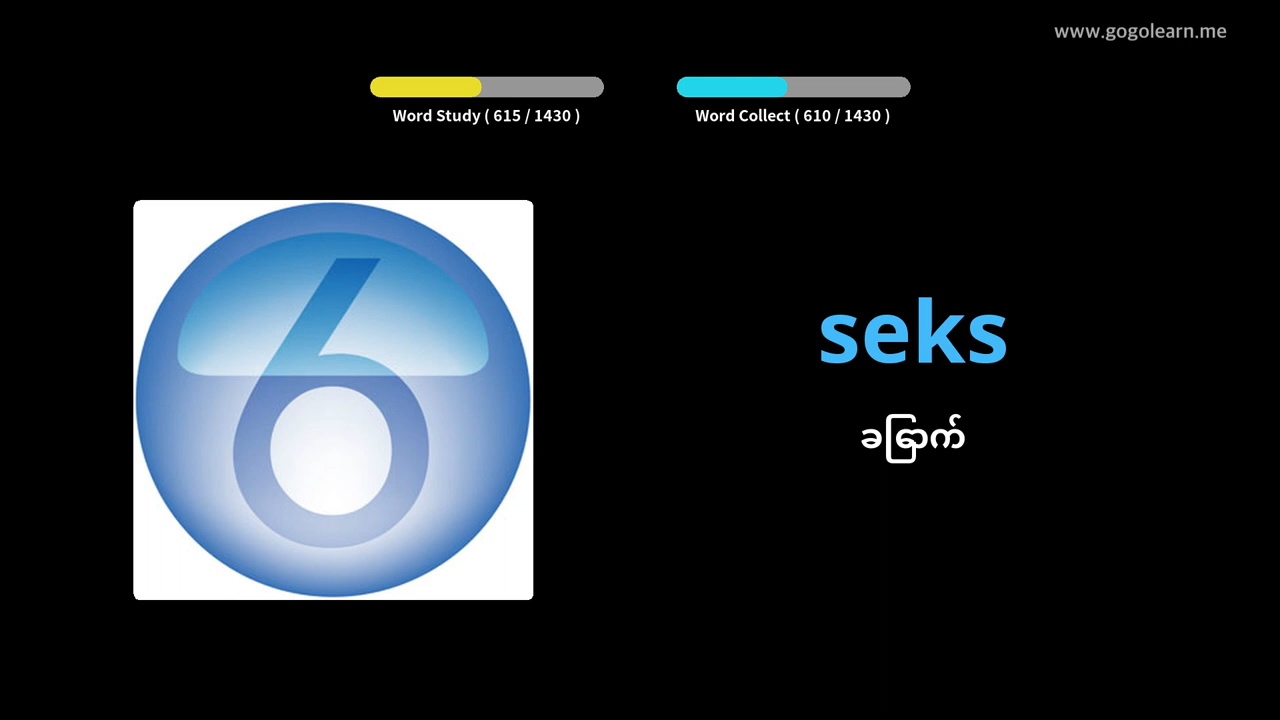 www.gogolearn.me
Word Study ( 615 / 1430 )
Word Collect ( 610 / 1430 )
6
seks
ခြောက်